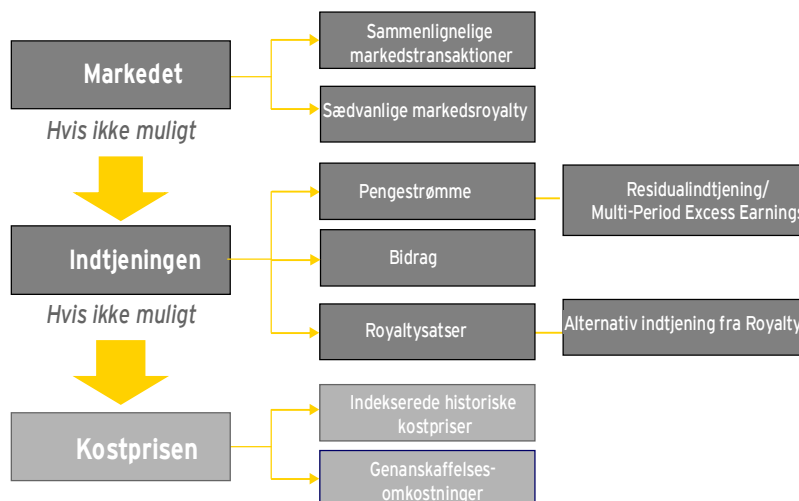 Sammenlignelige
markedstransaktioner
Markedet
Sædvanlige markedsroyalty
Hvis ikke muligt
Pengestrømme
Residualindtjening/
Multi-Period Excess Earnings
Indtjeningen
Bidrag
Hvis ikke muligt
Royaltysatser
Alternativ indtjening fra Royalty
Indekserede historiske
kostpriser
Kostprisen
Genanskaffelses-
omkostninger